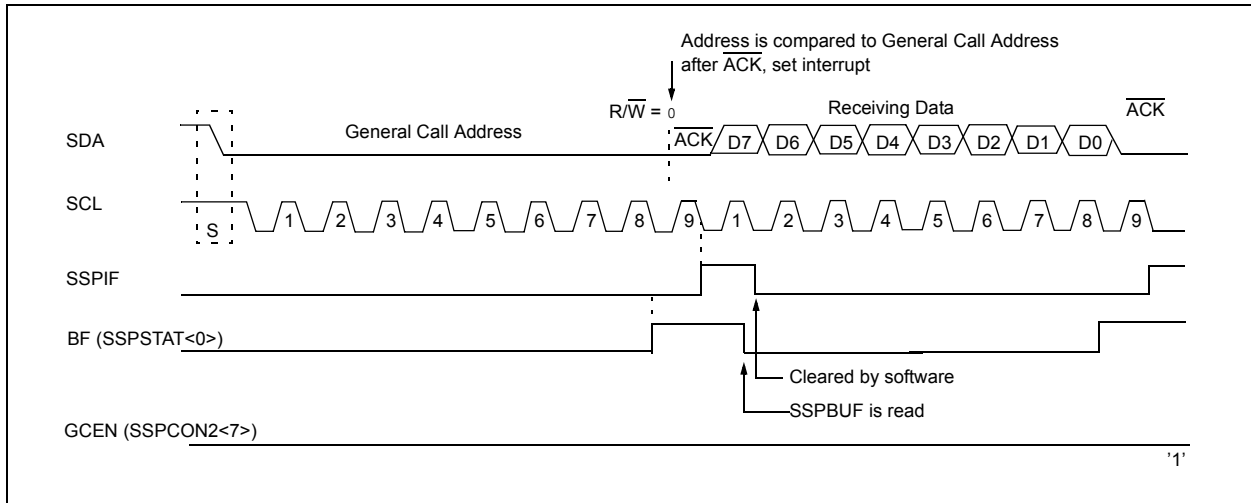 Address is compared to General Call Address
after ACK, set interrupt
R/W = 0
Receiving Data
ACK
SDA
General Call Address
ACK
D7 D6 D5 D4 D3 D2 D1 D0
SCL
S
1 2 3 4 5 6 7 8 9 1 2 3 4 5 6 7 8 9
SSPIF
BF (SSPSTAT<0>)
Cleared by software
SSPBUF is read
GCEN (SSPCON2<7>)
'1'